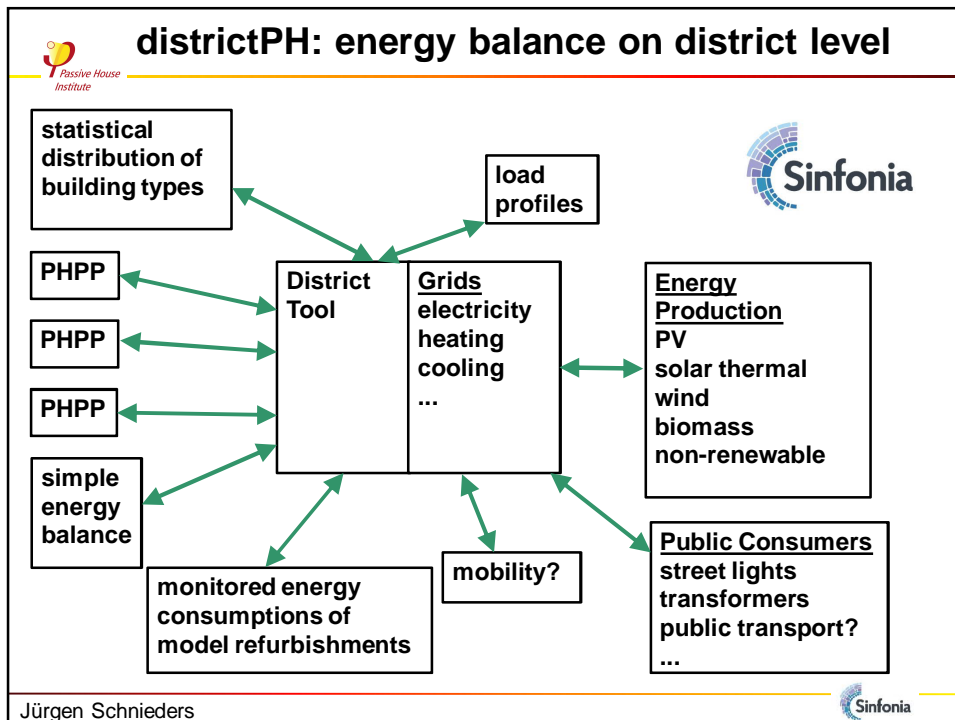 districtPH: energy balance on district level
Passive House
Institute
statistical
distribution of
building types
load
profiles
Sinfonia
PHPP
PHPP
PHPP
simple
energy
balance
District
Tool
Grids
electricity
heating
cooling
...
Energy
Production
PV
solar thermal
wind
biomass
non-renewable
monitored energy
consumptions of
model refurbishments
mobility?
Public Consumers
street lights
transformers
public transport?
...
Jürgen Schnieders
Sinfonia